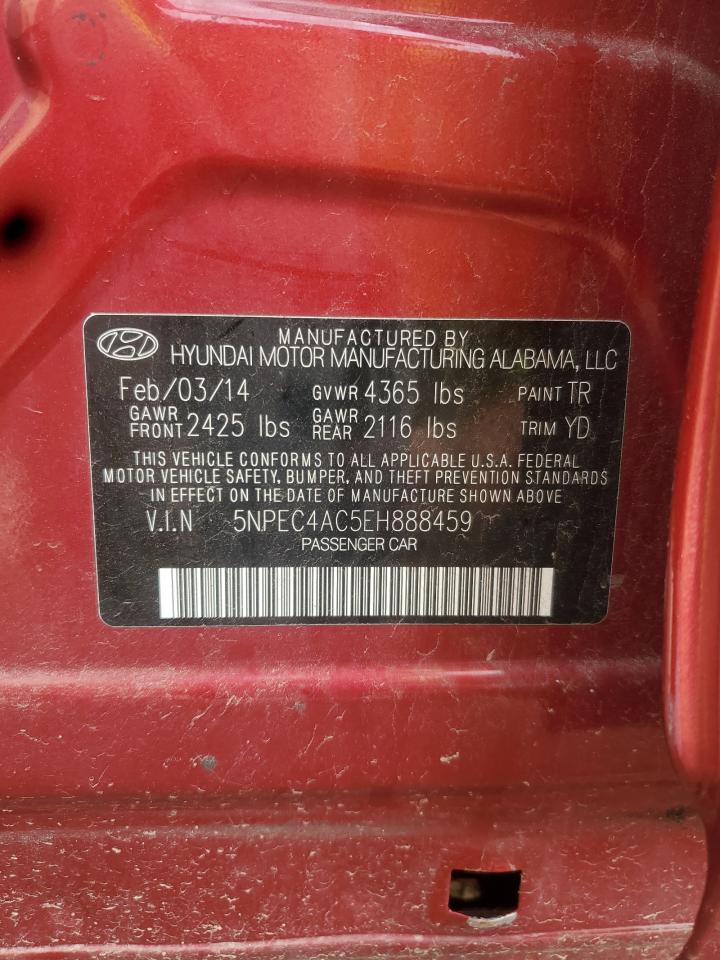 MANUFACTURED BY
HYUNDAI MOTOR MANUFACTURING ALABAMA, LLC
Feb/03/14 GVWR 4365 lbs PAINT TR
GAWR FRONT 2425 lbs GAWR REAR 2116 lbs TRIM YD
THIS VEHICLE CONFORMS TO ALL APPLICABLE U.S.A. FEDERAL
MOTOR VEHICLE SAFETY, BUMPER, AND THEFT PREVENTION STANDARDS
IN EFFECT ON THE DATE OF MANUFACTURE SHOWN ABOVE
V.I.N 5NPEC4AC5EH888459
PASSENGER CAR